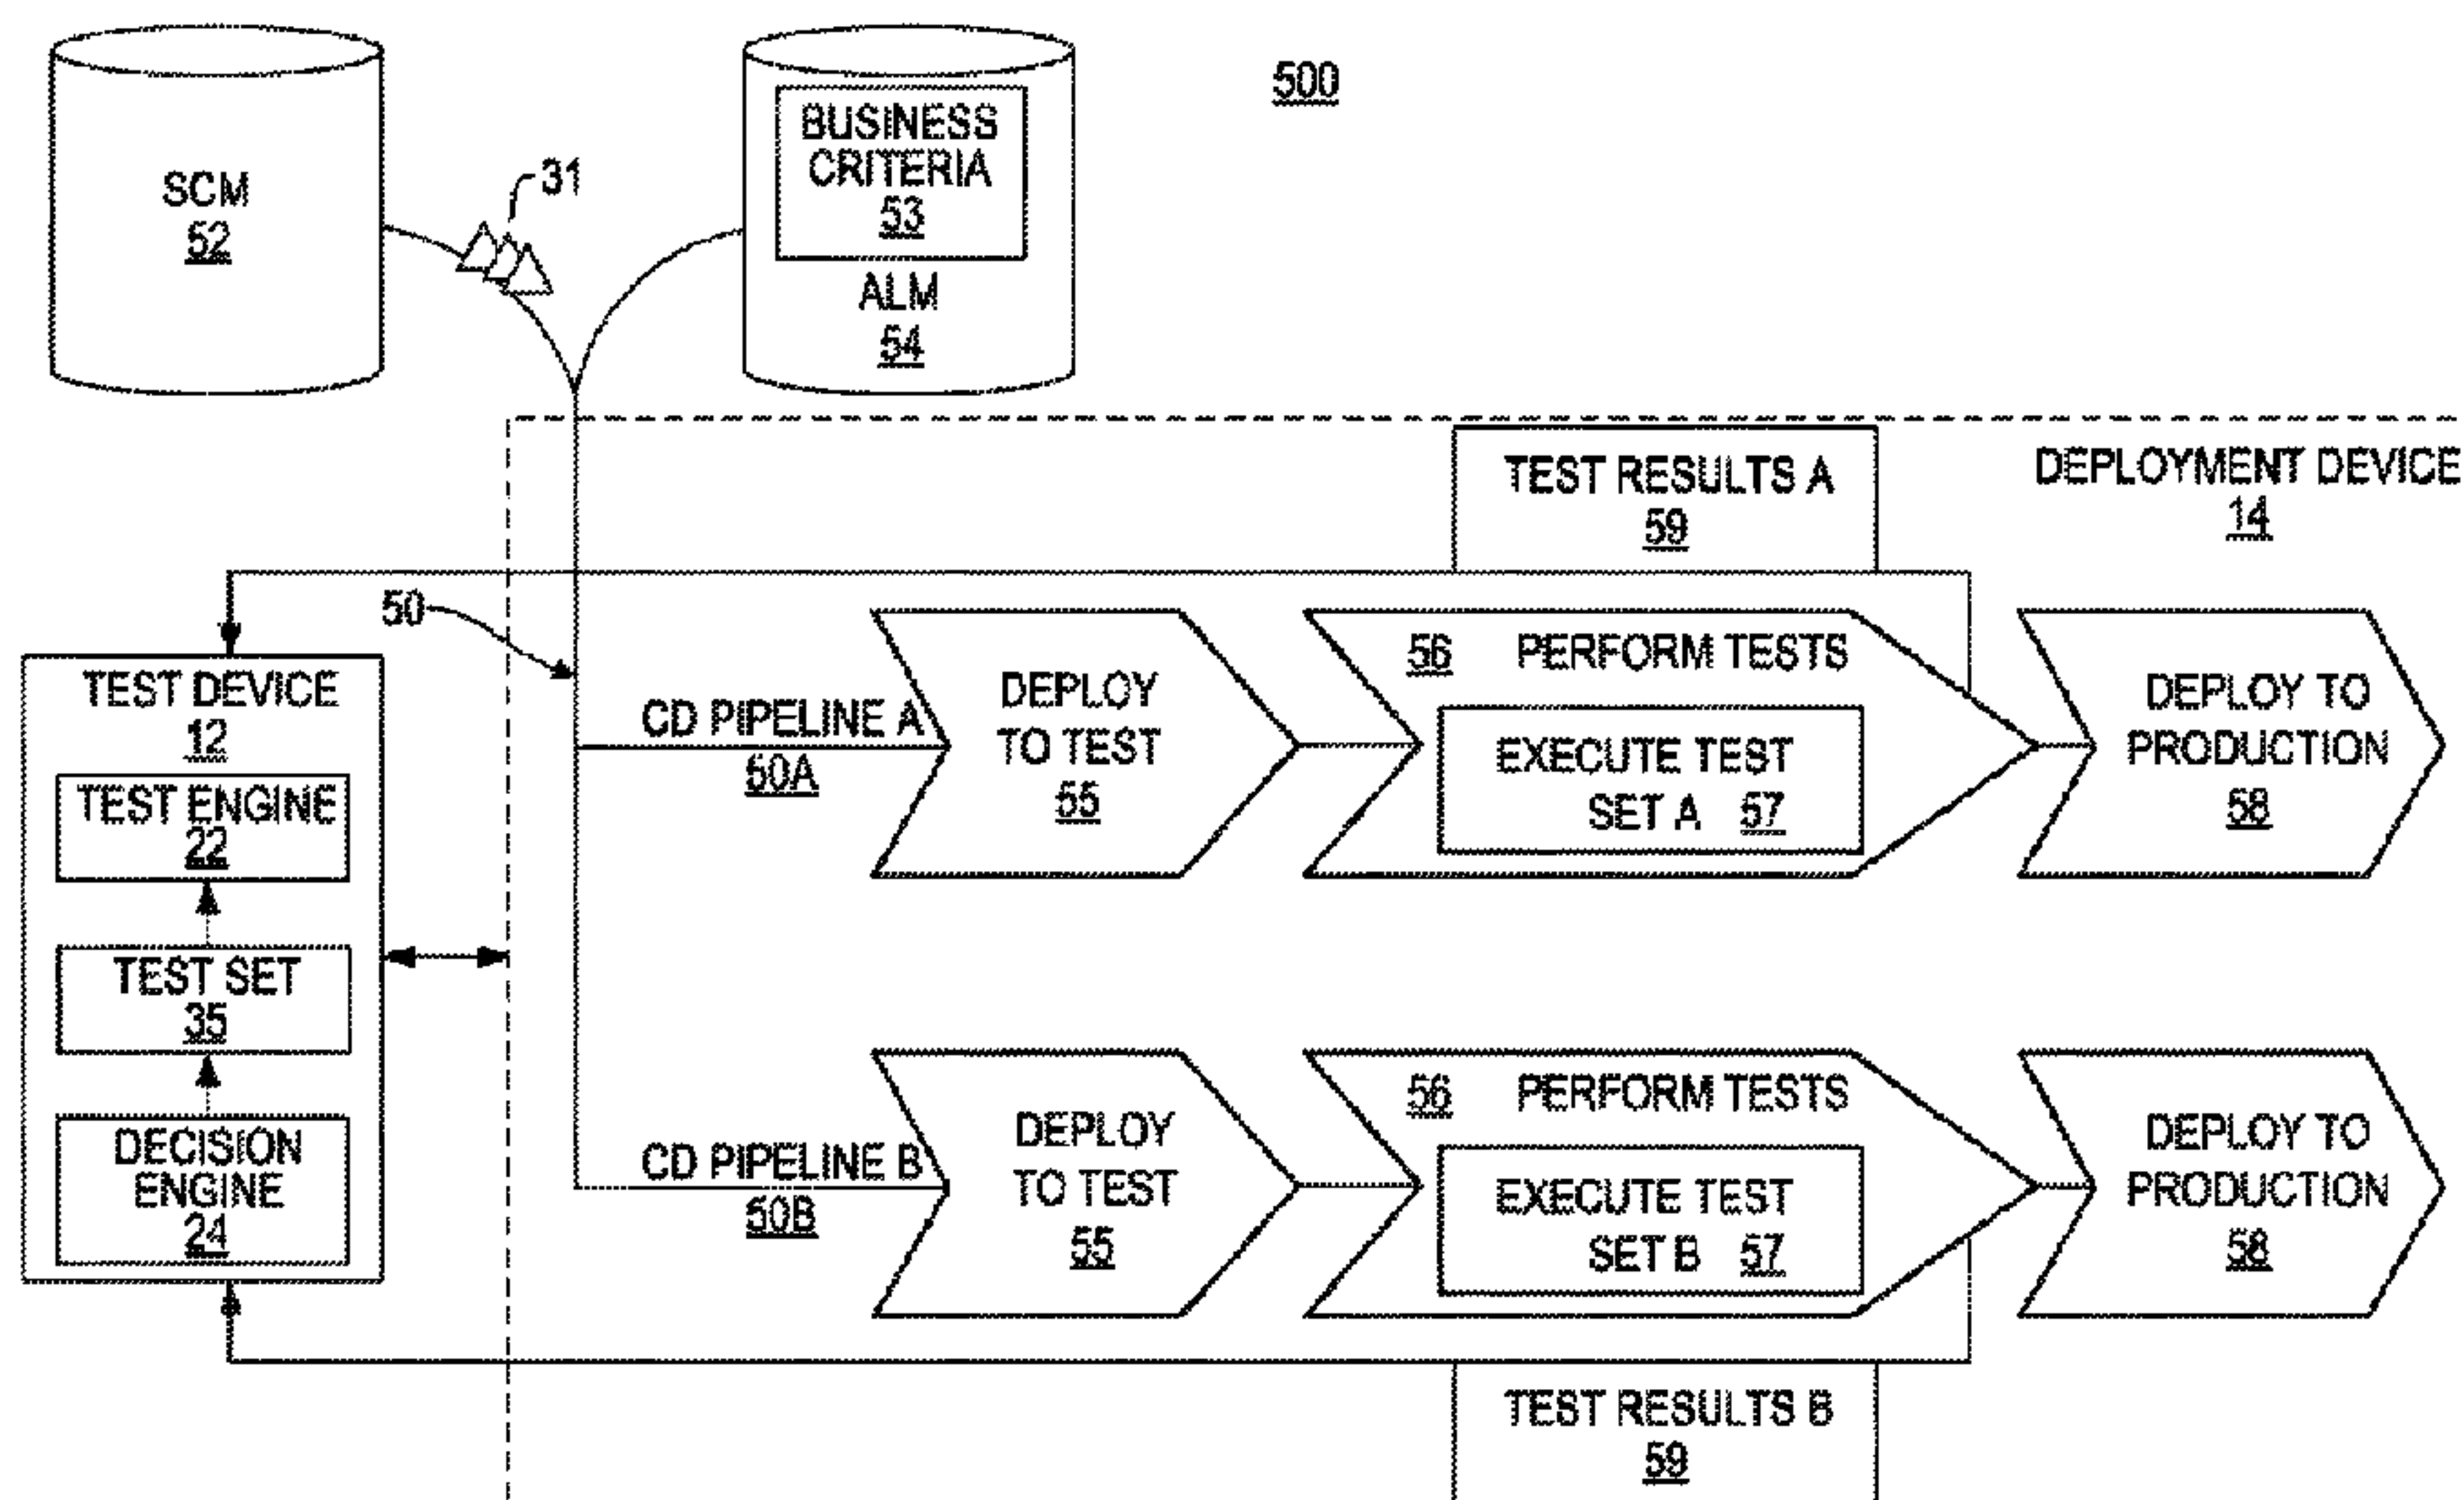 500
SCM
52
BUSINESS
CRITERIA
53
ALM
54
31
DEPLOYMENT DEVICE
14
TEST RESULTS A
59
50
TEST DEVICE
12
TEST ENGINE
22
TEST SET
35
DECISION
ENGINE
24
CD PIPELINE A
50A
DEPLOY
TO TEST
55
56 PERFORM TESTS
EXECUTE TEST
SET A 57
DEPLOY TO
PRODUCTION
58
CD PIPELINE B
50B
DEPLOY
TO TEST
55
56 PERFORM TESTS
EXECUTE TEST
SET B 57
DEPLOY TO
PRODUCTION
58
TEST RESULTS B
59